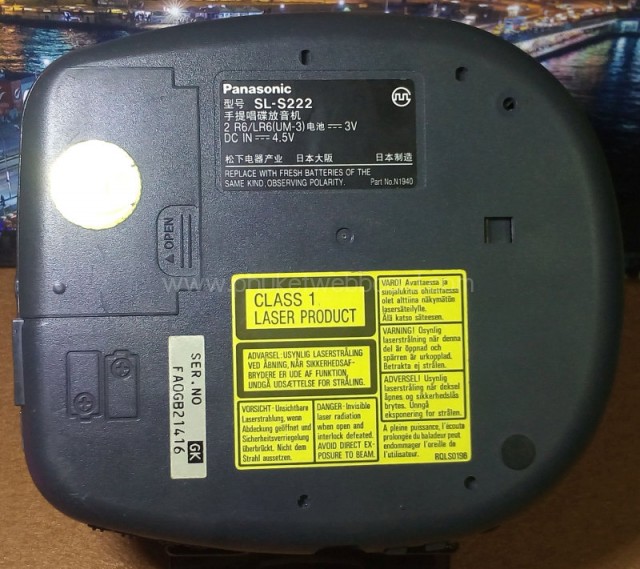 Panasonic
型号 SL-S222
手提唱碟放音机
2 R6/LR6(UM-3)电池 ⎓ 3V
DC IN ⎓ 4.5V
松下电器产业 日本大阪 日本制造
REPLACE WITH FRESH BATTERIES OF THE
SAME KIND, OBSERVING POLARITY. Part No.N1940
OPEN
CLASS 1
LASER PRODUCT
ADVARSEL: USYNLIG LASERSTRÅLING
VED ÅBNING, NÅR SIKKERHEDSAF-
BRYDERE ER UDE AF FUNKTION,
UNDGÅ UDSÆTTELSE FOR STRÅLING.
VORSICHT- Unsichtbare
Laserstrahlung, wenn
Abdeckung geöffnet und
Sicherheitsverriegelung
überbrückt. Nicht dem
Strahl aussetzen.
DANGER- Invisible
laser radiation
when open and
interlock defeated.
AVOID DIRECT EX-
POSURE TO BEAM.
VARO! Avattaessa ja
suojalukitus ohitettaessa
olet alttiina näkymätön
lasersäteilylle.
Älä katso säteeseen.
VARNING! Osynlig
laserstrålning när denna
del är öppnad och
spärren är urkopplad.
Betrakta ej strålen.
ADVERSEL! Usynlig
laserstråling når deksel
åpnes og sikkerhedslås
brytes. Unngå
eksponering for strålen.
A pleine puissance, l'écoute
prolongée du baladeur peut
endommager l'oreille de
l'utilisateur.
RQLS0196
SER. NO
FA0GB21416
GK
www.phuketwebboard.com